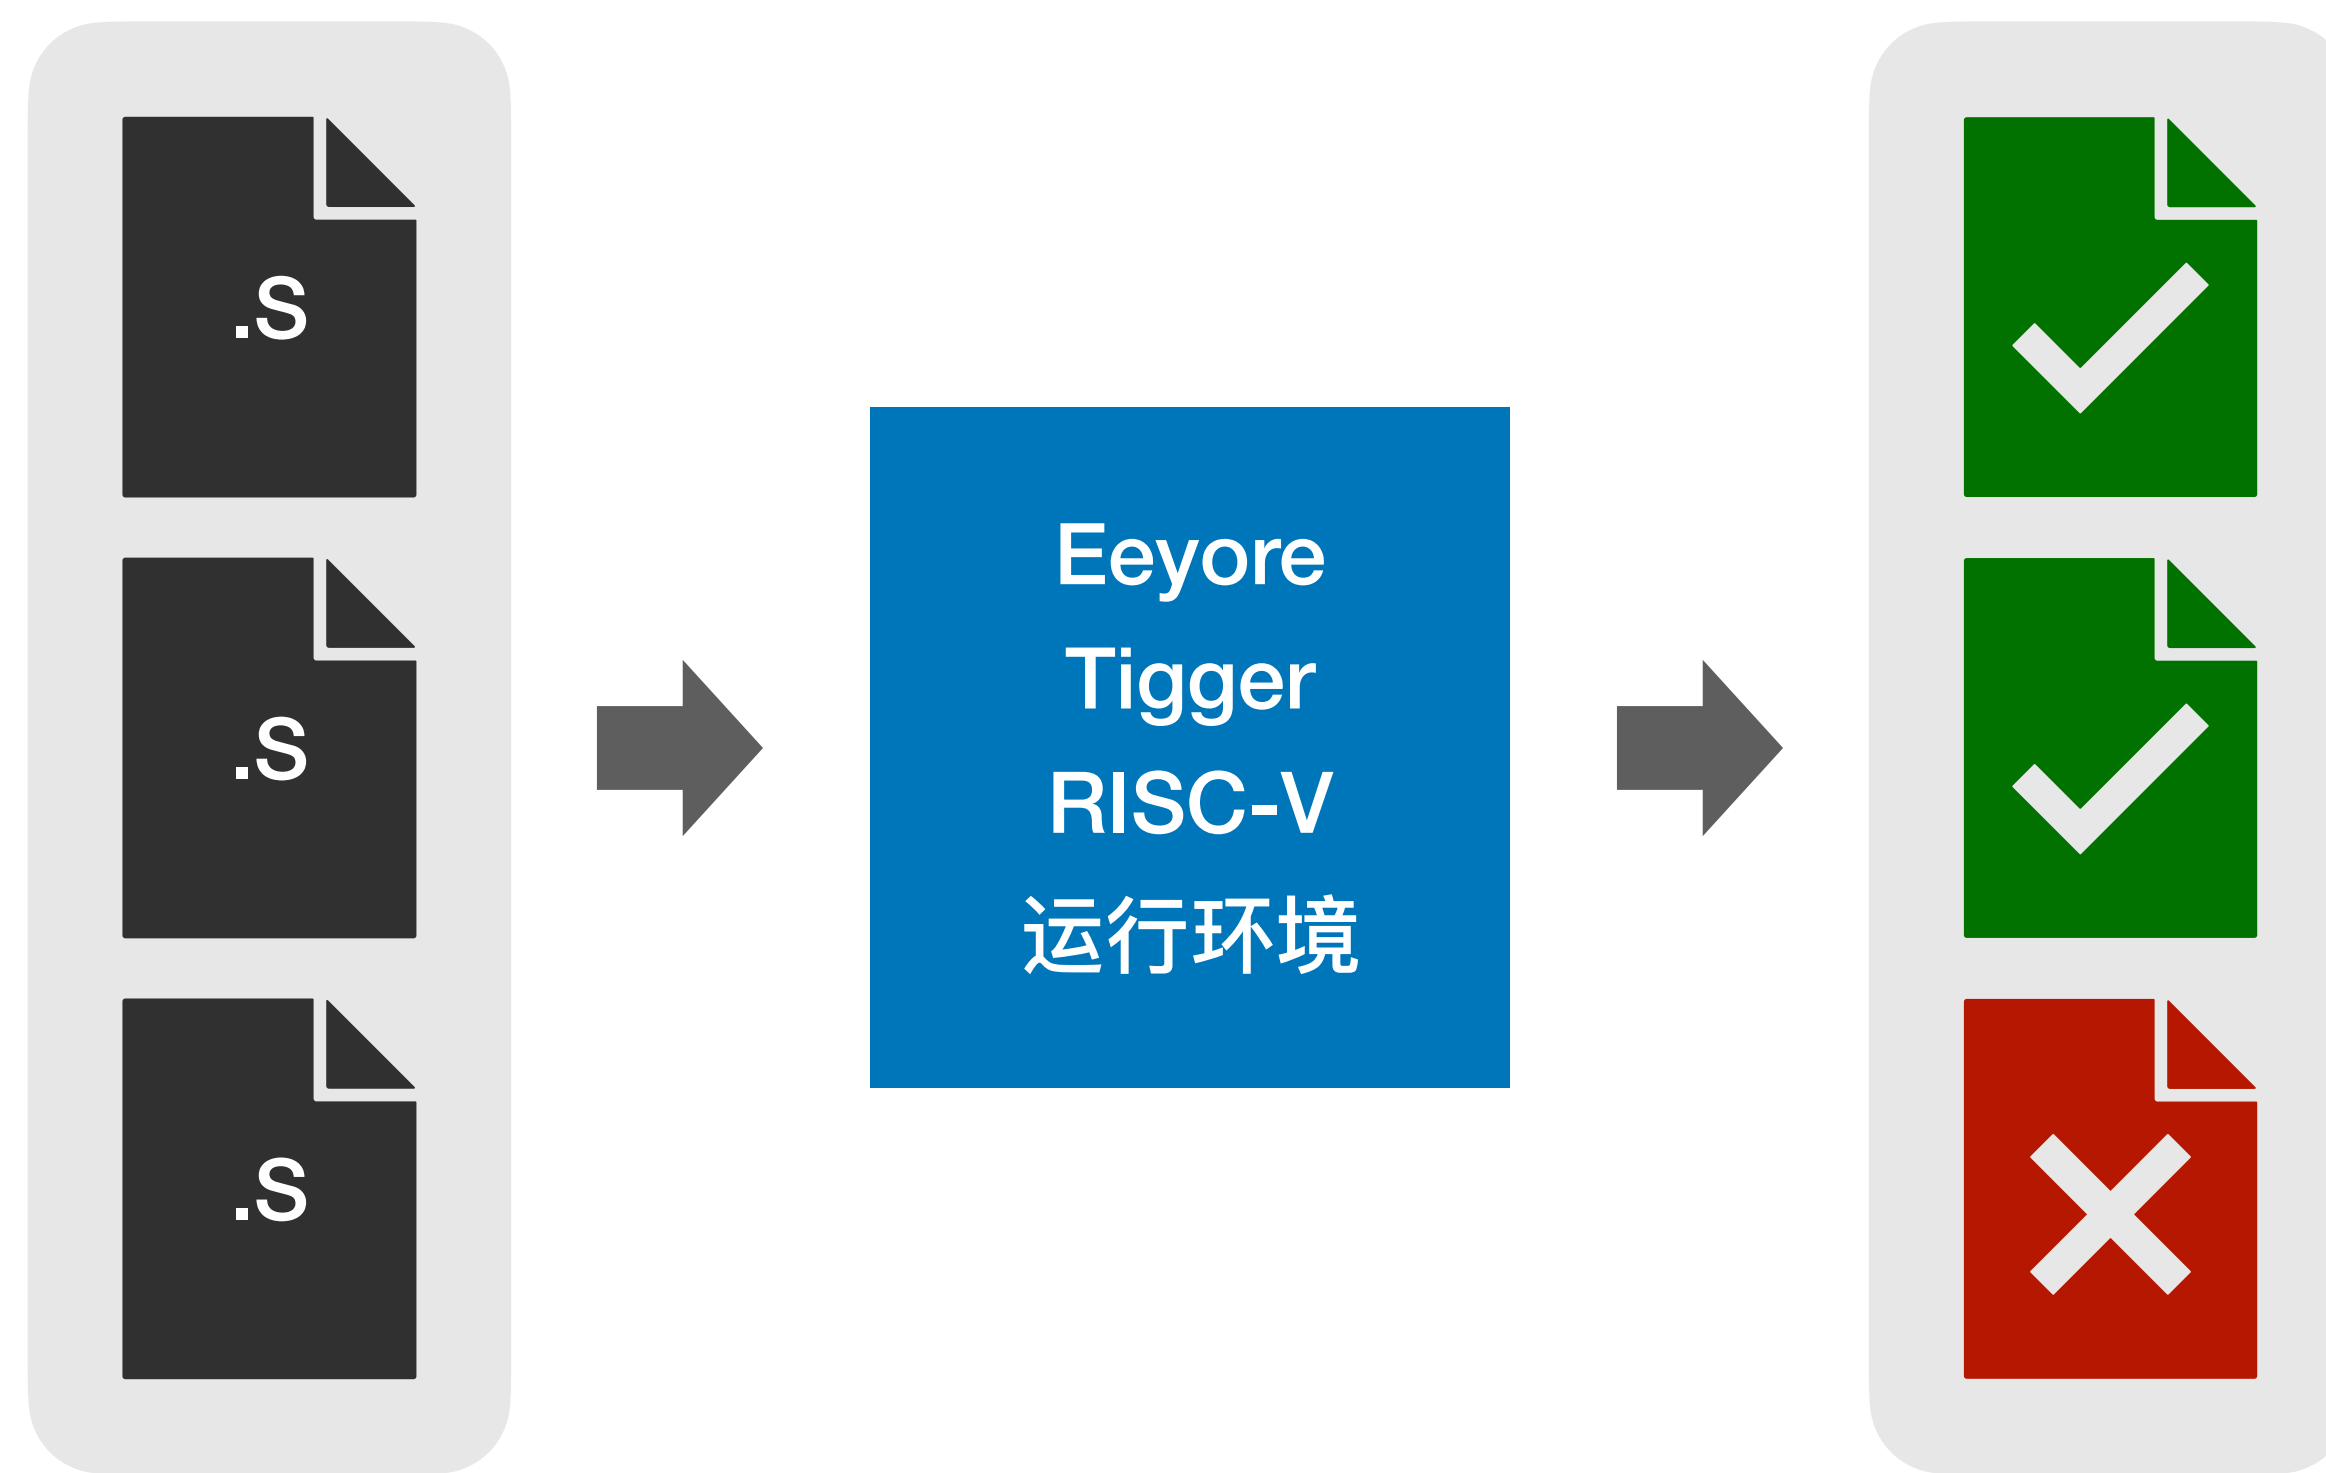 .S
.S
.S
Eeyore
Tigger
RISC-V
运行环境